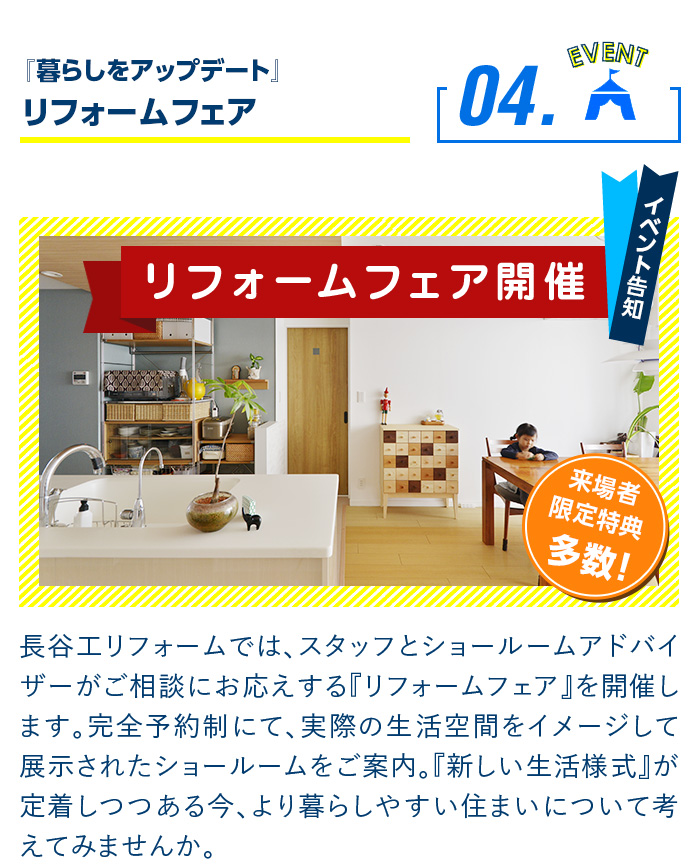 『暮らしをアップデート』
リフォームフェア
04.
EVENT
イベント告知
リフォームフェア開催
来場者
限定特典
多数!
長谷工リフォームでは、スタッフとショールームアドバイ
ザーがご相談にお応えする『リフォームフェア』を開催し
ます。完全予約制にて、実際の生活空間をイメージして
展示されたショールームをご案内。『新しい生活様式』が
定着しつつある今、より暮らしやすい住まいについて考
えてみませんか。